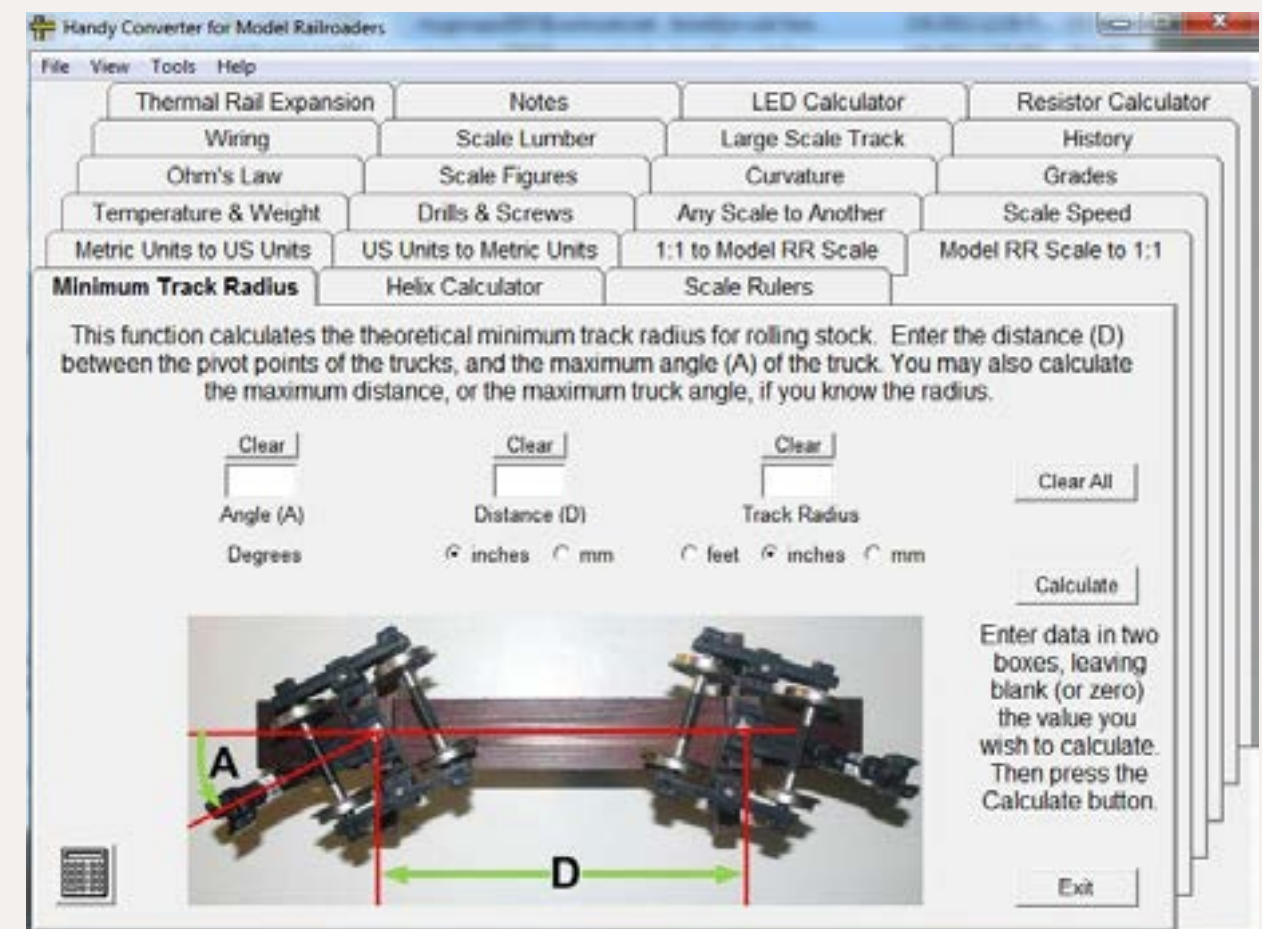 Handy Converter for Model Railroaders
File View Tools Help
Thermal Rail Expansion Notes LED Calculator Resistor Calculator
Wiring Scale Lumber Large Scale Track History
Ohm's Law Scale Figures Curvature Grades
Temperature & Weight Drills & Screws Any Scale to Another Scale Speed
Metric Units to US Units US Units to Metric Units 1:1 to Model RR Scale Model RR Scale to 1:1
Minimum Track Radius Helix Calculator Scale Rulers
This function calculates the theoretical minimum track radius for rolling stock. Enter the distance (D)
between the pivot points of the trucks, and the maximum angle (A) of the truck. You may also calculate
the maximum distance, or the maximum truck angle, if you know the radius.
Clear Clear Clear
Clear All
Angle (A) Distance (D) Track Radius
Degrees inches mm feet inches mm
Calculate
Enter data in two
boxes, leaving
blank (or zero)
the value you
wish to calculate.
Then press the
Calculate button.
A
D
Exit